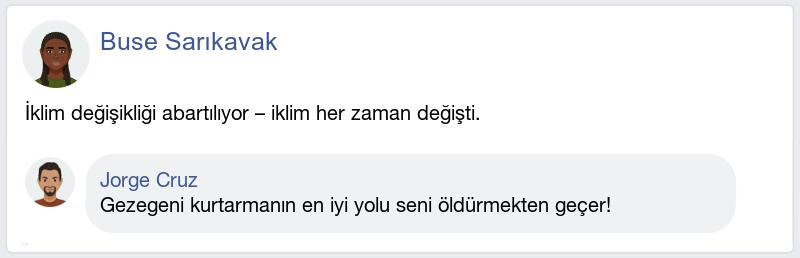 Buse Sarıkavak
İklim değişikliği abartılıyor – iklim her zaman değişti.
Jorge Cruz
Gezegeni kurtarmanın en iyi yolu seni öldürmekten geçer!